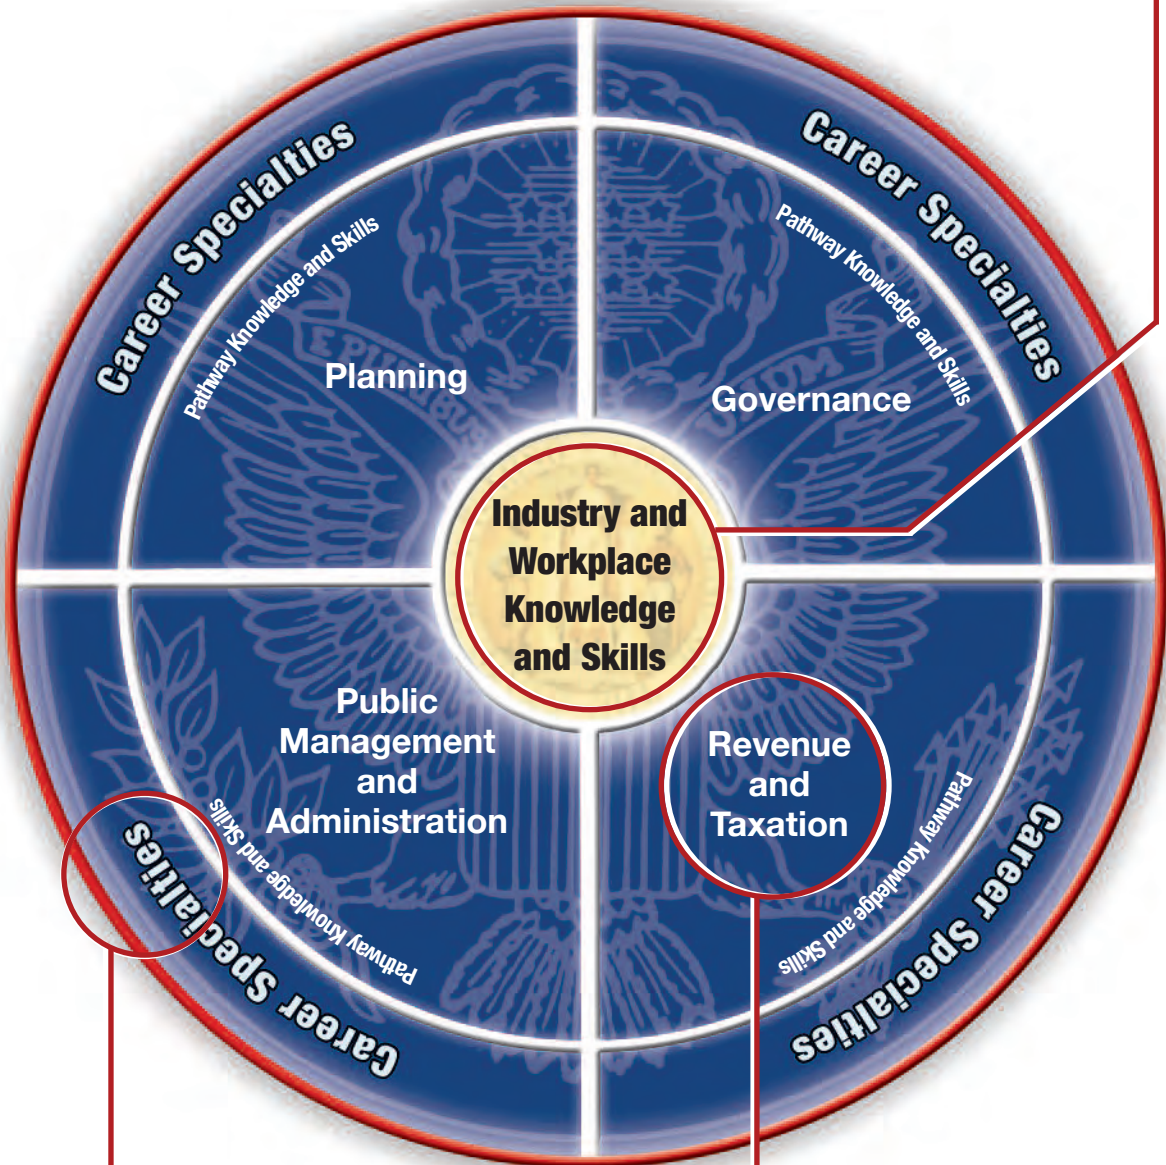 Career Specialties
Career Specialties
Pathway Knowledge and Skills
Pathway Knowledge and Skills
E PLURIBUS
UNUM
Planning
Governance
Industry and
Workplace
Knowledge
and Skills
Public
Management
and
Administration
Revenue
and
Taxation
Pathway Knowledge and Skills
Pathway Knowledge and Skills
Career Specialties
Career Specialties